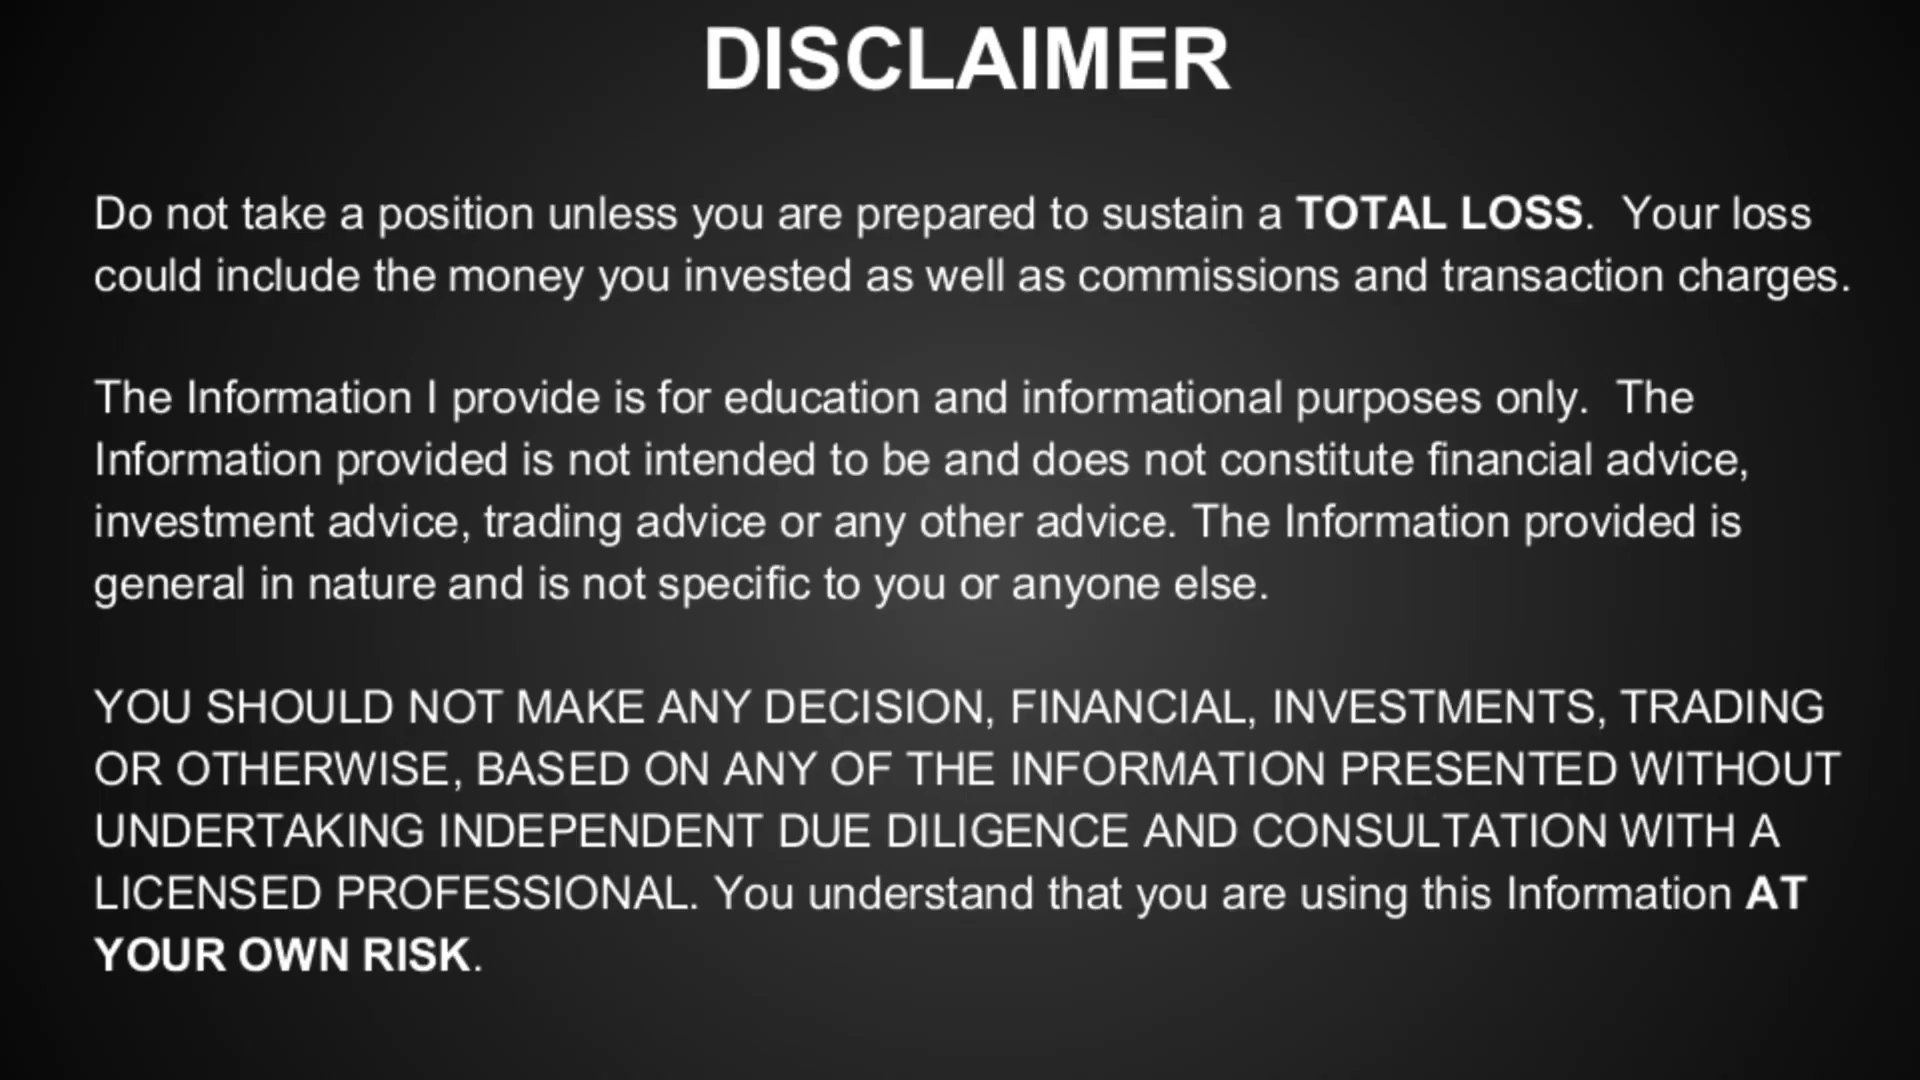 DISCLAIMER
Do not take a position unless you are prepared to sustain a TOTAL LOSS.  Your loss
could include the money you invested as well as commissions and transaction charges.
The Information I provide is for education and informational purposes only.  The
Information provided is not intended to be and does not constitute financial advice,
investment advice, trading advice or any other advice. The Information provided is
general in nature and is not specific to you or anyone else.
YOU SHOULD NOT MAKE ANY DECISION, FINANCIAL, INVESTMENTS, TRADING
OR OTHERWISE, BASED ON ANY OF THE INFORMATION PRESENTED WITHOUT
UNDERTAKING INDEPENDENT DUE DILIGENCE AND CONSULTATION WITH A
LICENSED PROFESSIONAL. You understand that you are using this Information AT
YOUR OWN RISK.